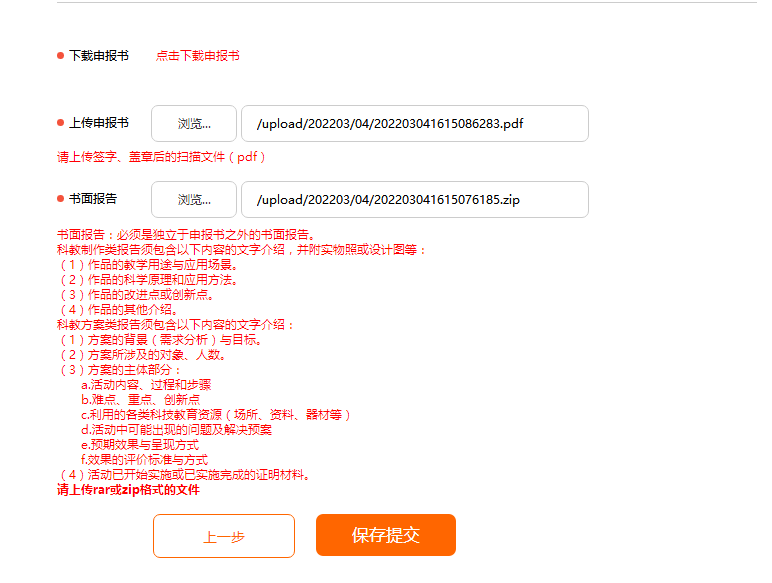 下载申报书 点击下载申报书
上传申报书 浏览... /upload/202203/04/202203041615086283.pdf
请上传签字、盖章后的扫描文件（pdf）
书面报告 浏览... /upload/202203/04/202203041615076185.zip
书面报告：必须是独立于申报书之外的书面报告。
科教制作类报告须包含以下内容的文字介绍，并附实物照或设计图等：
（1）作品的教学用途与应用场景。
（2）作品的科学原理和应用方法。
（3）作品的改进点或创新点。
（4）作品的其他介绍。
科教方案类报告须包含以下内容的文字介绍：
（1）方案的背景（需求分析）与目标。
（2）方案所涉及的对象、人数。
（3）方案的主体部分：
a.活动内容、过程和步骤
b.难点、重点、创新点
c.利用的各类科技教育资源（场所、资料、器材等）
d.活动中可能出现的问题及解决预案
e.预期效果与呈现方式
f.效果的评价标准与方式
（4）活动已开始实施或已实施完成的证明材料。
请上传rar或zip格式的文件
上一步 保存提交